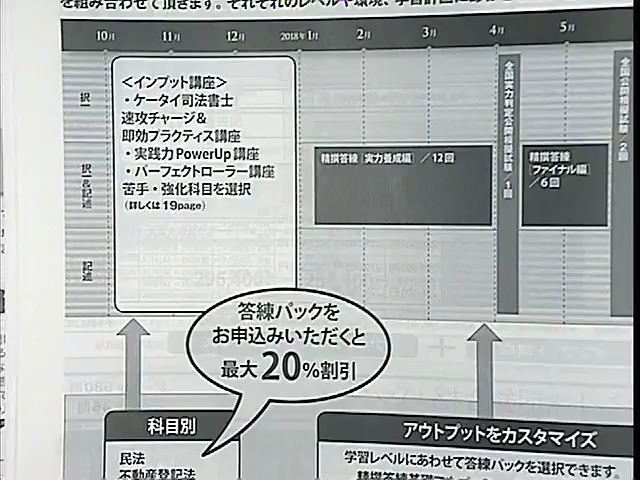 を組み合わせて頂きます。それぞれのレベルや環境、学習計画に
10月 11月 12月 2018年1月 2月 3月 4月 5月
択
択&記述
記述
<インプット講座>
・ケータイ司法書士
速攻チャージ&
即効プラクティス講座
・実践力PowerUp講座
・パーフェクトローラー講座
苦手・強化科目を選択
(詳しくは19page)
精撰答練[実力養成編] /12回
全国実力判定公開模擬試験/1回
精撰答練
[ファイナル編]
/6回
全国公開模擬試験/2回
答練パックを
お申込みいただくと
最大20%割引
科目別
民法
不動産登記法
アウトプットをカスタマイズ
学習レベルにあわせて答練パックを選択できます。